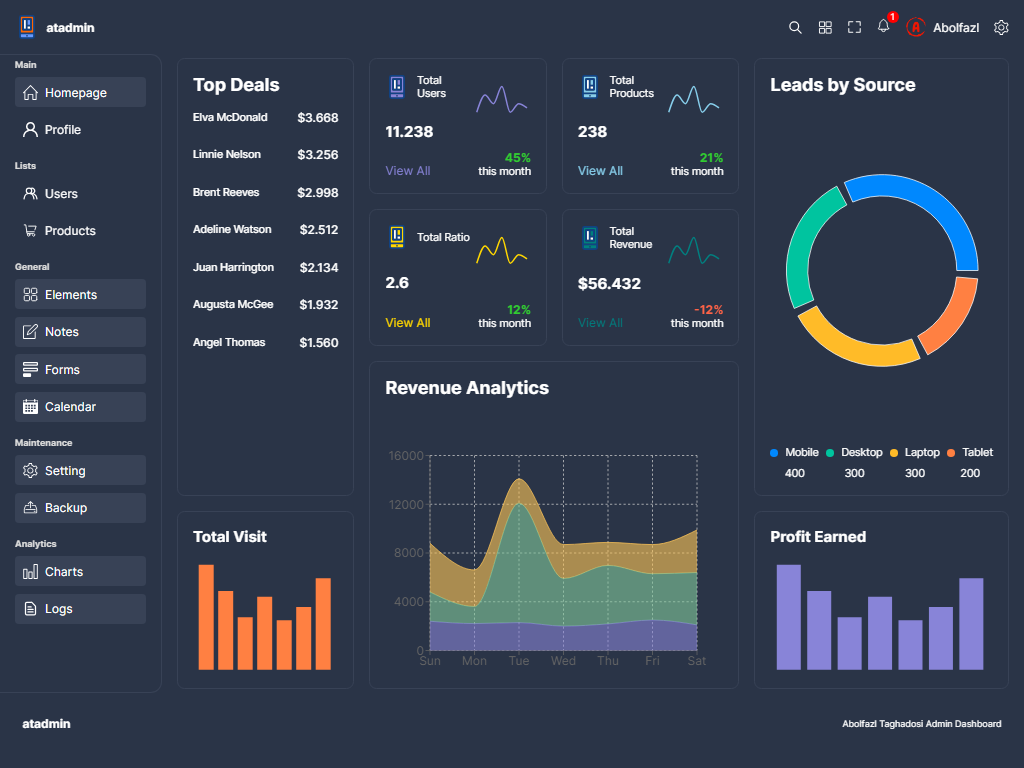 atadmin
1
Abolfazl
Main
Homepage
Profile
Lists
Users
Products
General
Elements
Notes
Forms
Calendar
Maintenance
Setting
Backup
Analytics
Charts
Logs
Top Deals
Elva McDonald $3.668
Linnie Nelson $3.256
Brent Reeves $2.998
Adeline Watson $2.512
Juan Harrington $2.134
Augusta McGee $1.932
Angel Thomas $1.560
Total Visit
Total
Users
11.238
45%
View All this month
Total
Products
238
21%
View All this month
Total Ratio
2.6
12%
View All this month
Total
Revenue
$56.432
-12%
View All this month
Revenue Analytics
16000
12000
8000
4000
0
Sun Mon Tue Wed Thu Fri Sat
Leads by Source
Mobile Desktop Laptop Tablet
400 300 300 200
Profit Earned
atadmin
Abolfazl Taghadosi Admin Dashboard